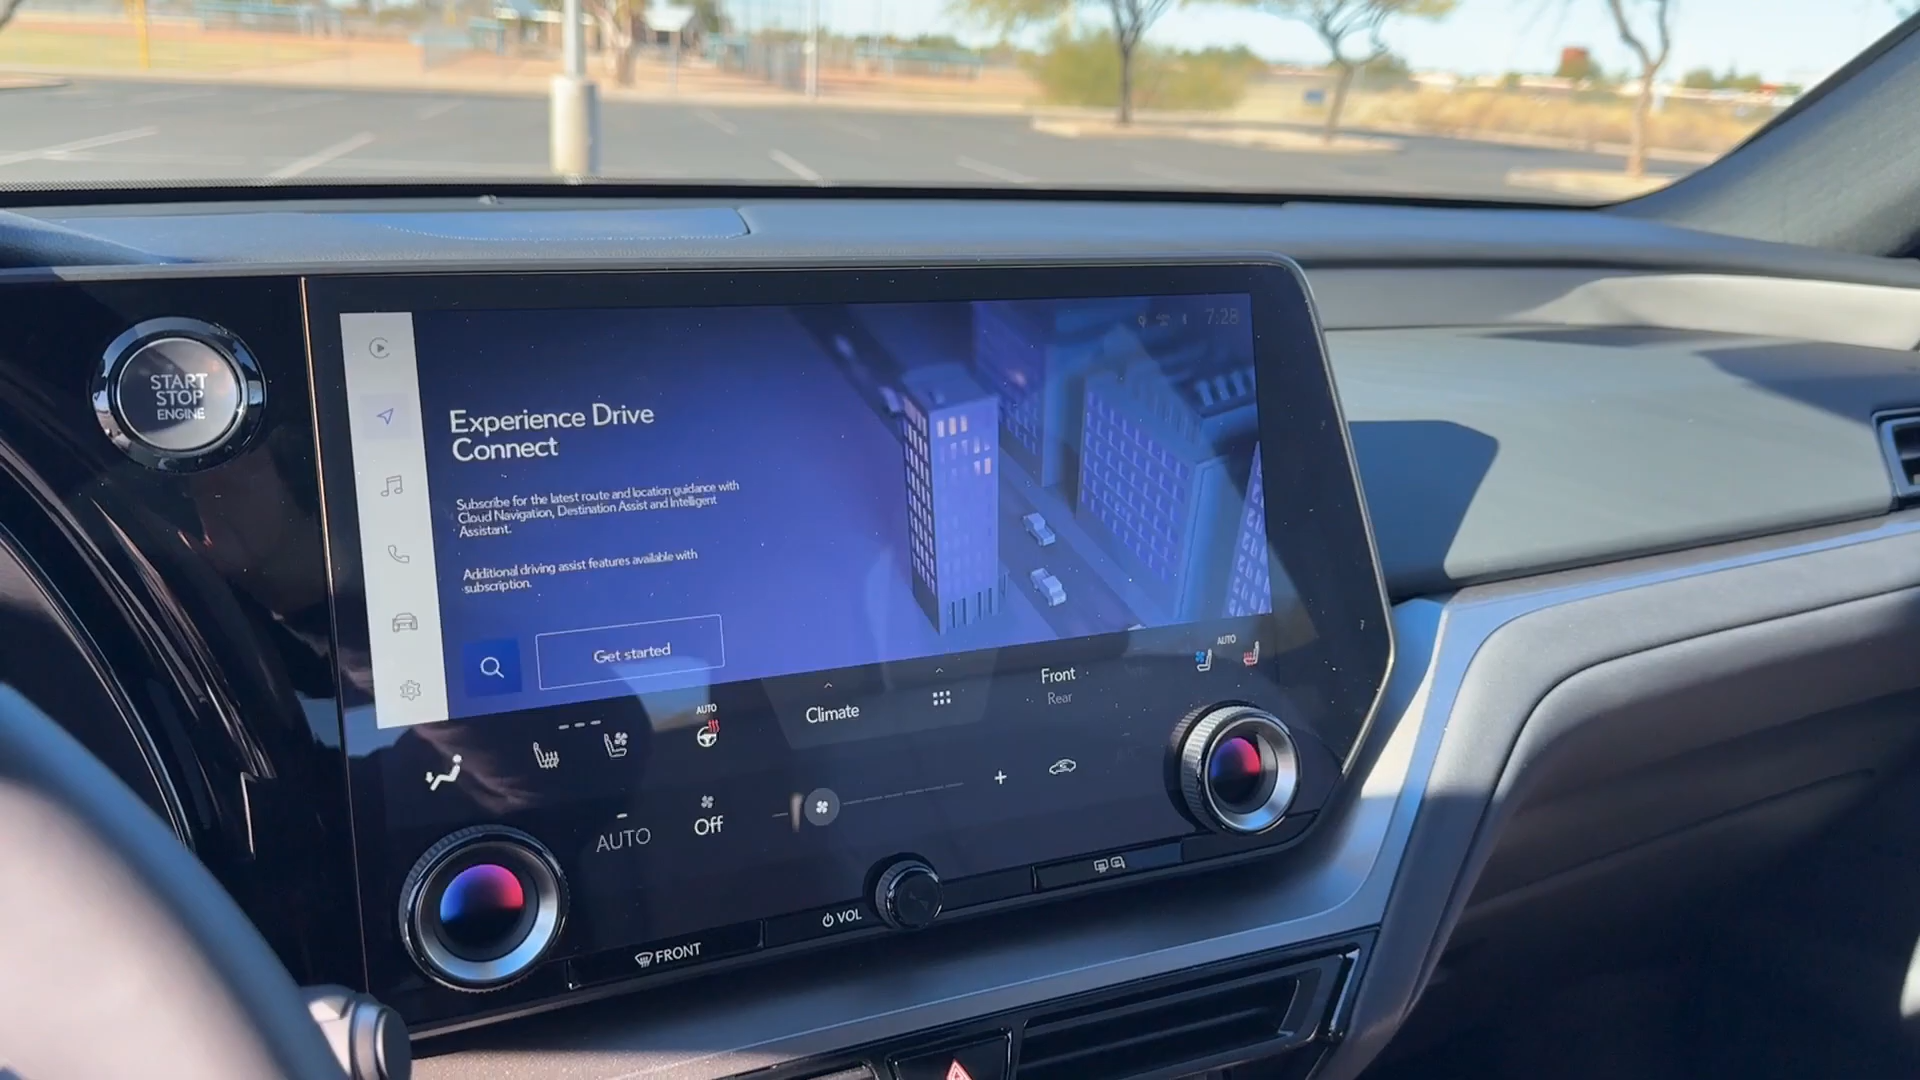 START
STOP
ENGINE
7:28
Experience Drive
Connect
Subscribe for the latest route and location guidance with
Cloud Navigation, Destination Assist and Intelligent
Assistant.
Additional driving assist features available with
subscription.
Get started
AUTO
Climate
Front
Rear
AUTO
AUTO
Off
VOL
FRONT